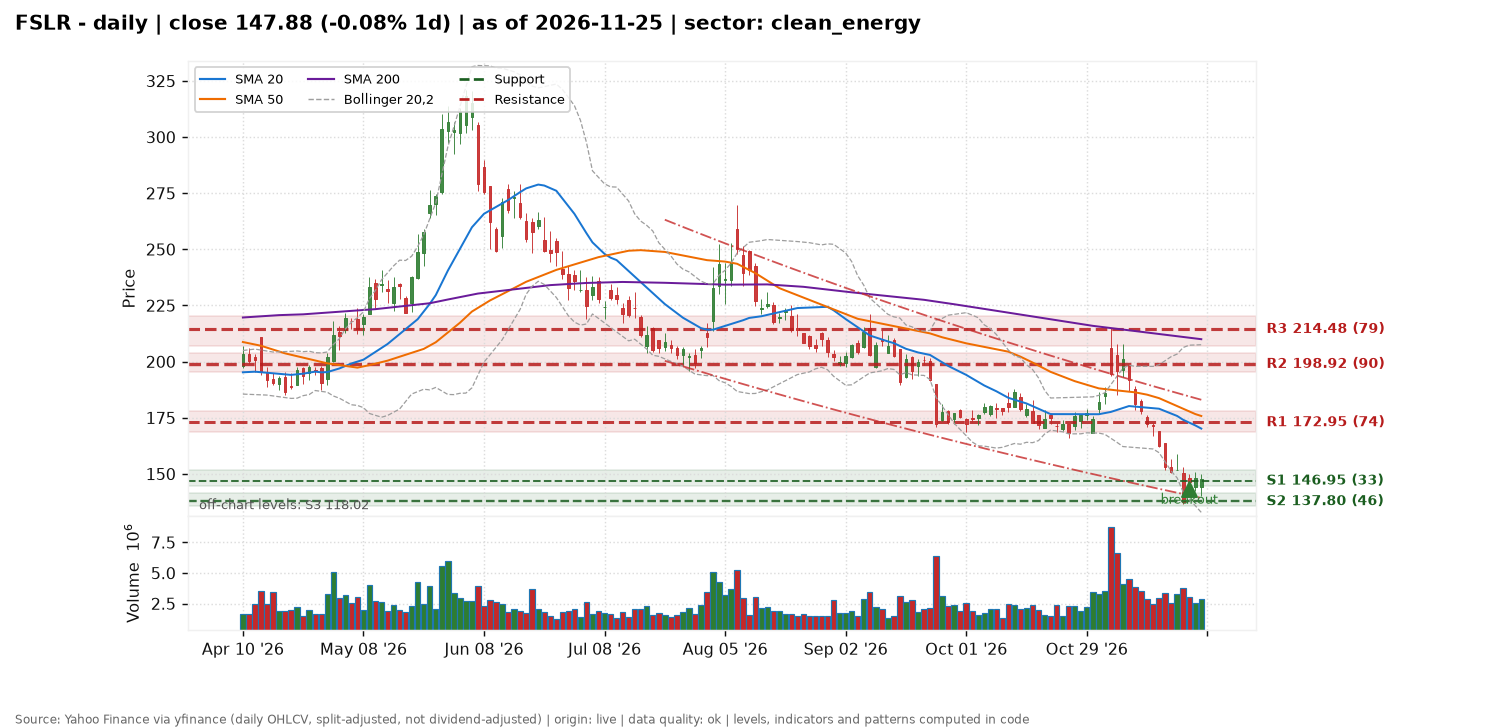 FSLR - daily | close 147.88 (-0.08% 1d) | as of 2026-11-25 | sector: clean_energy
SMA 20
SMA 50
SMA 200
Bollinger 20,2
Support
Resistance
Price
325
300
275
250
225
200
175
150
R3 214.48 (79)
R2 198.92 (90)
R1 172.95 (74)
S1 146.95 (33)
S2 137.80 (46)
breakout
off-chart levels: S3 118.02
Volume 10⁶
7.5
5.0
2.5
Apr 10 '26
May 08 '26
Jun 08 '26
Jul 08 '26
Aug 05 '26
Sep 02 '26
Oct 01 '26
Oct 29 '26
Source: Yahoo Finance via yfinance (daily OHLCV, split-adjusted, not dividend-adjusted) | origin: live | data quality: ok | levels, indicators and patterns computed in code